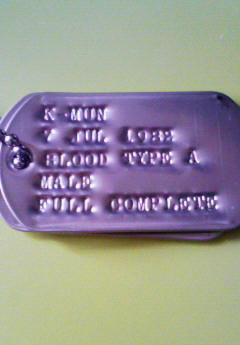 K-MUN
7 JUL 1982
BLOOD TYPE A
MALE
FULL COMPLETE